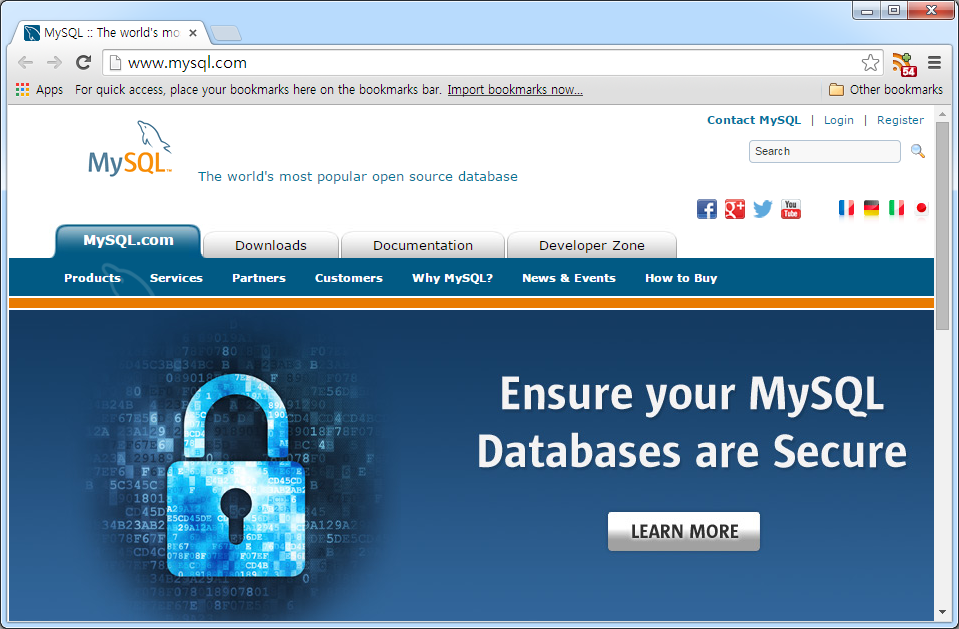 MySQL :: The world's mo
www.mysql.com
54
Apps For quick access, place your bookmarks here on the bookmarks bar. Import bookmarks now... Other bookmarks
Contact MySQL | Login | Register
MySQL™
Search
The world's most popular open source database
You Tube
MySQL.com Downloads Documentation Developer Zone
Products Services Partners Customers Why MySQL? News & Events How to Buy
Ensure your MySQL
Databases are Secure
LEARN MORE